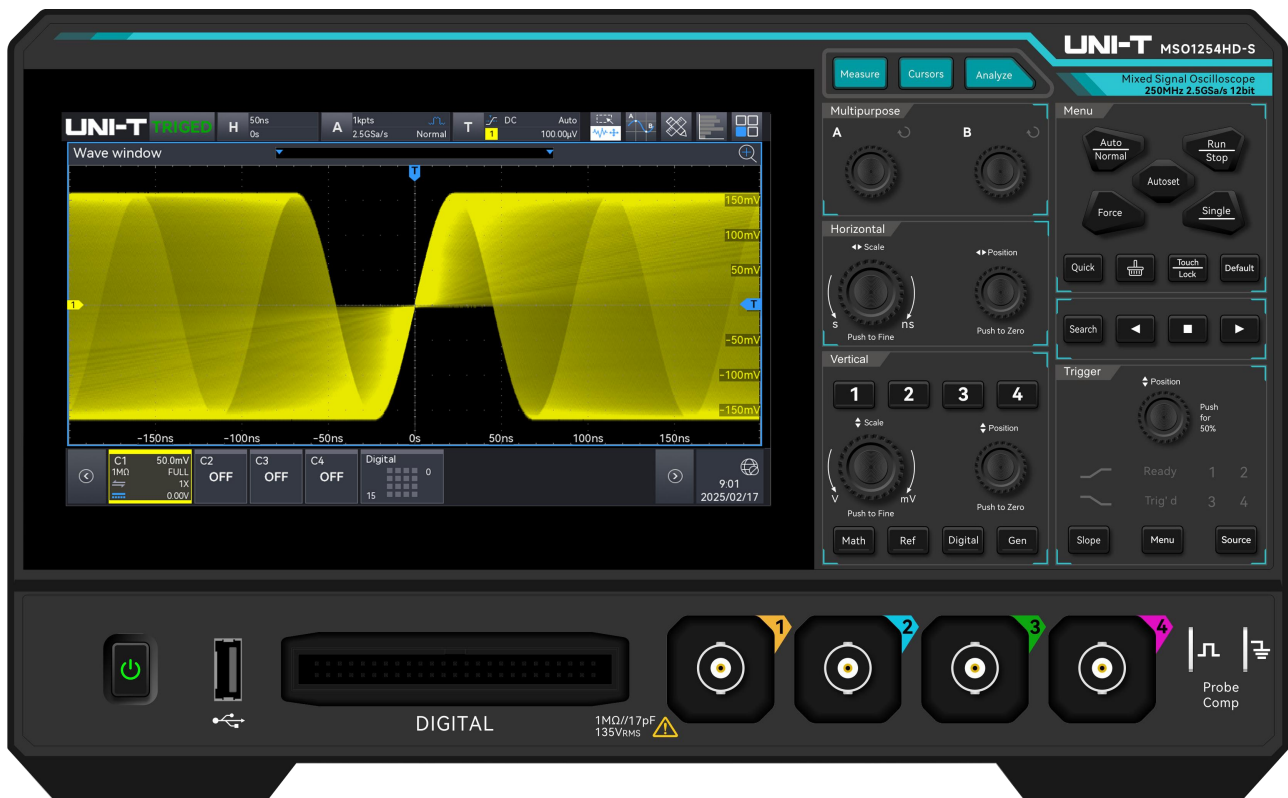 UNI-T MSO1254HD-S
Mixed Signal Oscilloscope
250MHz 2.5GSa/s 12bit
Measure
Cursors
Analyze
UNI-T TRIGED
H 50ns
0s
A 1kpts
2.5GSa/s Normal
T DC Auto
1 100.00μV
A B
Wave window
T
150mV
100mV
50mV
1
T
-50mV
-100mV
-150mV
-150ns -100ns -50ns 0s 50ns 100ns 150ns
C1 50.0mV
1MΩ FULL
1X
0.00V
C2
OFF
C3
OFF
C4
OFF
Digital
0
15
9:01
2025/02/17
Multipurpose
A B
Horizontal
Scale
Position
s ns
Push to Fine
Push to Zero
Vertical
1 2 3 4
Scale
Position
V mV
Push to Fine
Push to Zero
Math Ref Digital Gen
Menu
Auto
Normal
Run
Stop
Autoset
Force
Single
Quick
Touch
Lock
Default
Search
Trigger
Position
Push
for
50%
Ready 1 2
Trig' d 3 4
Slope Menu Source
DIGITAL
1MΩ//17pF
135VRMS
1 2 3 4
Probe
Comp